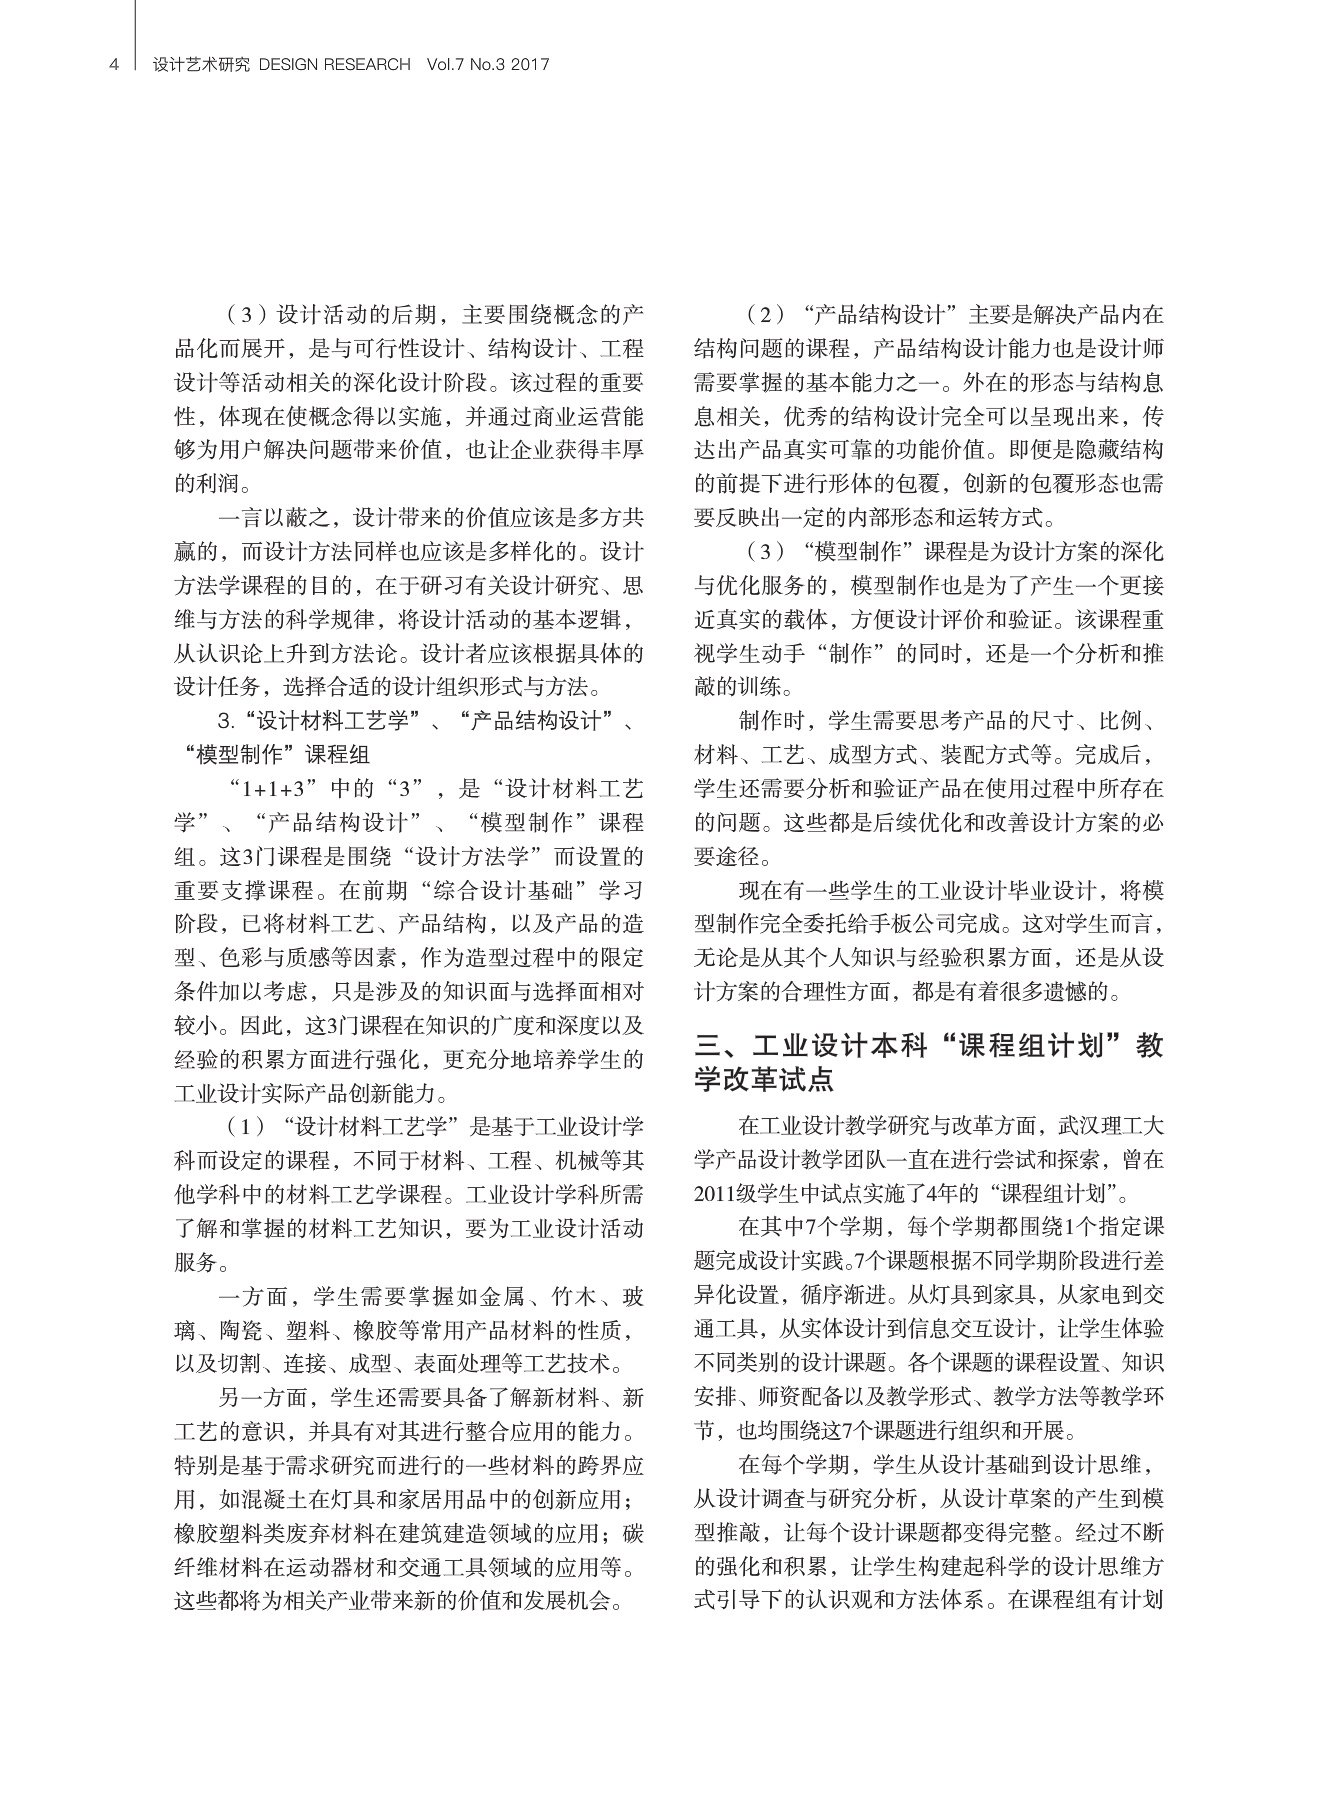 4 设计艺术研究 DESIGN RESEARCH Vol.7 No.3 2017
（3）设计活动的后期，主要围绕概念的产
品化而展开，是与可行性设计、结构设计、工程
设计等活动相关的深化设计阶段。该过程的重要
性，体现在使概念得以实施，并通过商业运营能
够为用户解决问题带来价值，也让企业获得丰厚
的利润。
一言以蔽之，设计带来的价值应该是多方共
赢的，而设计方法同样也应该是多样化的。设计
方法学课程的目的，在于研习有关设计研究、思
维与方法的科学规律，将设计活动的基本逻辑，
从认识论上升到方法论。设计者应该根据具体的
设计任务，选择合适的设计组织形式与方法。
3.“设计材料工艺学”、“产品结构设计”、
“模型制作”课程组
“1+1+3”中的“3”，是“设计材料工艺
学”、“产品结构设计”、“模型制作”课程
组。这3门课程是围绕“设计方法学”而设置的
重要支撑课程。在前期“综合设计基础”学习
阶段，已将材料工艺、产品结构，以及产品的造
型、色彩与质感等因素，作为造型过程中的限定
条件加以考虑，只是涉及的知识面与选择面相对
较小。因此，这3门课程在知识的广度和深度以及
经验的积累方面进行强化，更充分地培养学生的
工业设计实际产品创新能力。
（1）“设计材料工艺学”是基于工业设计学
科而设定的课程，不同于材料、工程、机械等其
他学科中的材料工艺学课程。工业设计学科所需
了解和掌握的材料工艺知识，要为工业设计活动
服务。
一方面，学生需要掌握如金属、竹木、玻
璃、陶瓷、塑料、橡胶等常用产品材料的性质，
以及切割、连接、成型、表面处理等工艺技术。
另一方面，学生还需要具备了解新材料、新
工艺的意识，并具有对其进行整合应用的能力。
特别是基于需求研究而进行的一些材料的跨界应
用，如混凝土在灯具和家居用品中的创新应用；
橡胶塑料类废弃材料在建筑建造领域的应用；碳
纤维材料在运动器材和交通工具领域的应用等。
这些都将为相关产业带来新的价值和发展机会。
（2）“产品结构设计”主要是解决产品内在
结构问题的课程，产品结构设计能力也是设计师
需要掌握的基本能力之一。外在的形态与结构息
息相关，优秀的结构设计完全可以呈现出来，传
达出产品真实可靠的功能价值。即便是隐藏结构
的前提下进行形体的包覆，创新的包覆形态也需
要反映出一定的内部形态和运转方式。
（3）“模型制作”课程是为设计方案的深化
与优化服务的，模型制作也是为了产生一个更接
近真实的载体，方便设计评价和验证。该课程重
视学生动手“制作”的同时，还是一个分析和推
敲的训练。
制作时，学生需要思考产品的尺寸、比例、
材料、工艺、成型方式、装配方式等。完成后，
学生还需要分析和验证产品在使用过程中所存在
的问题。这些都是后续优化和改善设计方案的必
要途径。
现在有一些学生的工业设计毕业设计，将模
型制作完全委托给手板公司完成。这对学生而言，
无论是从其个人知识与经验积累方面，还是从设
计方案的合理性方面，都是有着很多遗憾的。
三、工业设计本科“课程组计划”教
学改革试点
在工业设计教学研究与改革方面，武汉理工大
学产品设计教学团队一直在进行尝试和探索，曾在
2011级学生中试点实施了4年的“课程组计划”。
在其中7个学期，每个学期都围绕1个指定课
题完成设计实践。7个课题根据不同学期阶段进行差
异化设置，循序渐进。从灯具到家具，从家电到交
通工具，从实体设计到信息交互设计，让学生体验
不同类别的设计课题。各个课题的课程设置、知识
安排、师资配备以及教学形式、教学方法等教学环
节，也均围绕这7个课题进行组织和开展。
在每个学期，学生从设计基础到设计思维，
从设计调查与研究分析，从设计草案的产生到模
型推敲，让每个设计课题都变得完整。经过不断
的强化和积累，让学生构建起科学的设计思维方
式引导下的认识观和方法体系。在课程组有计划